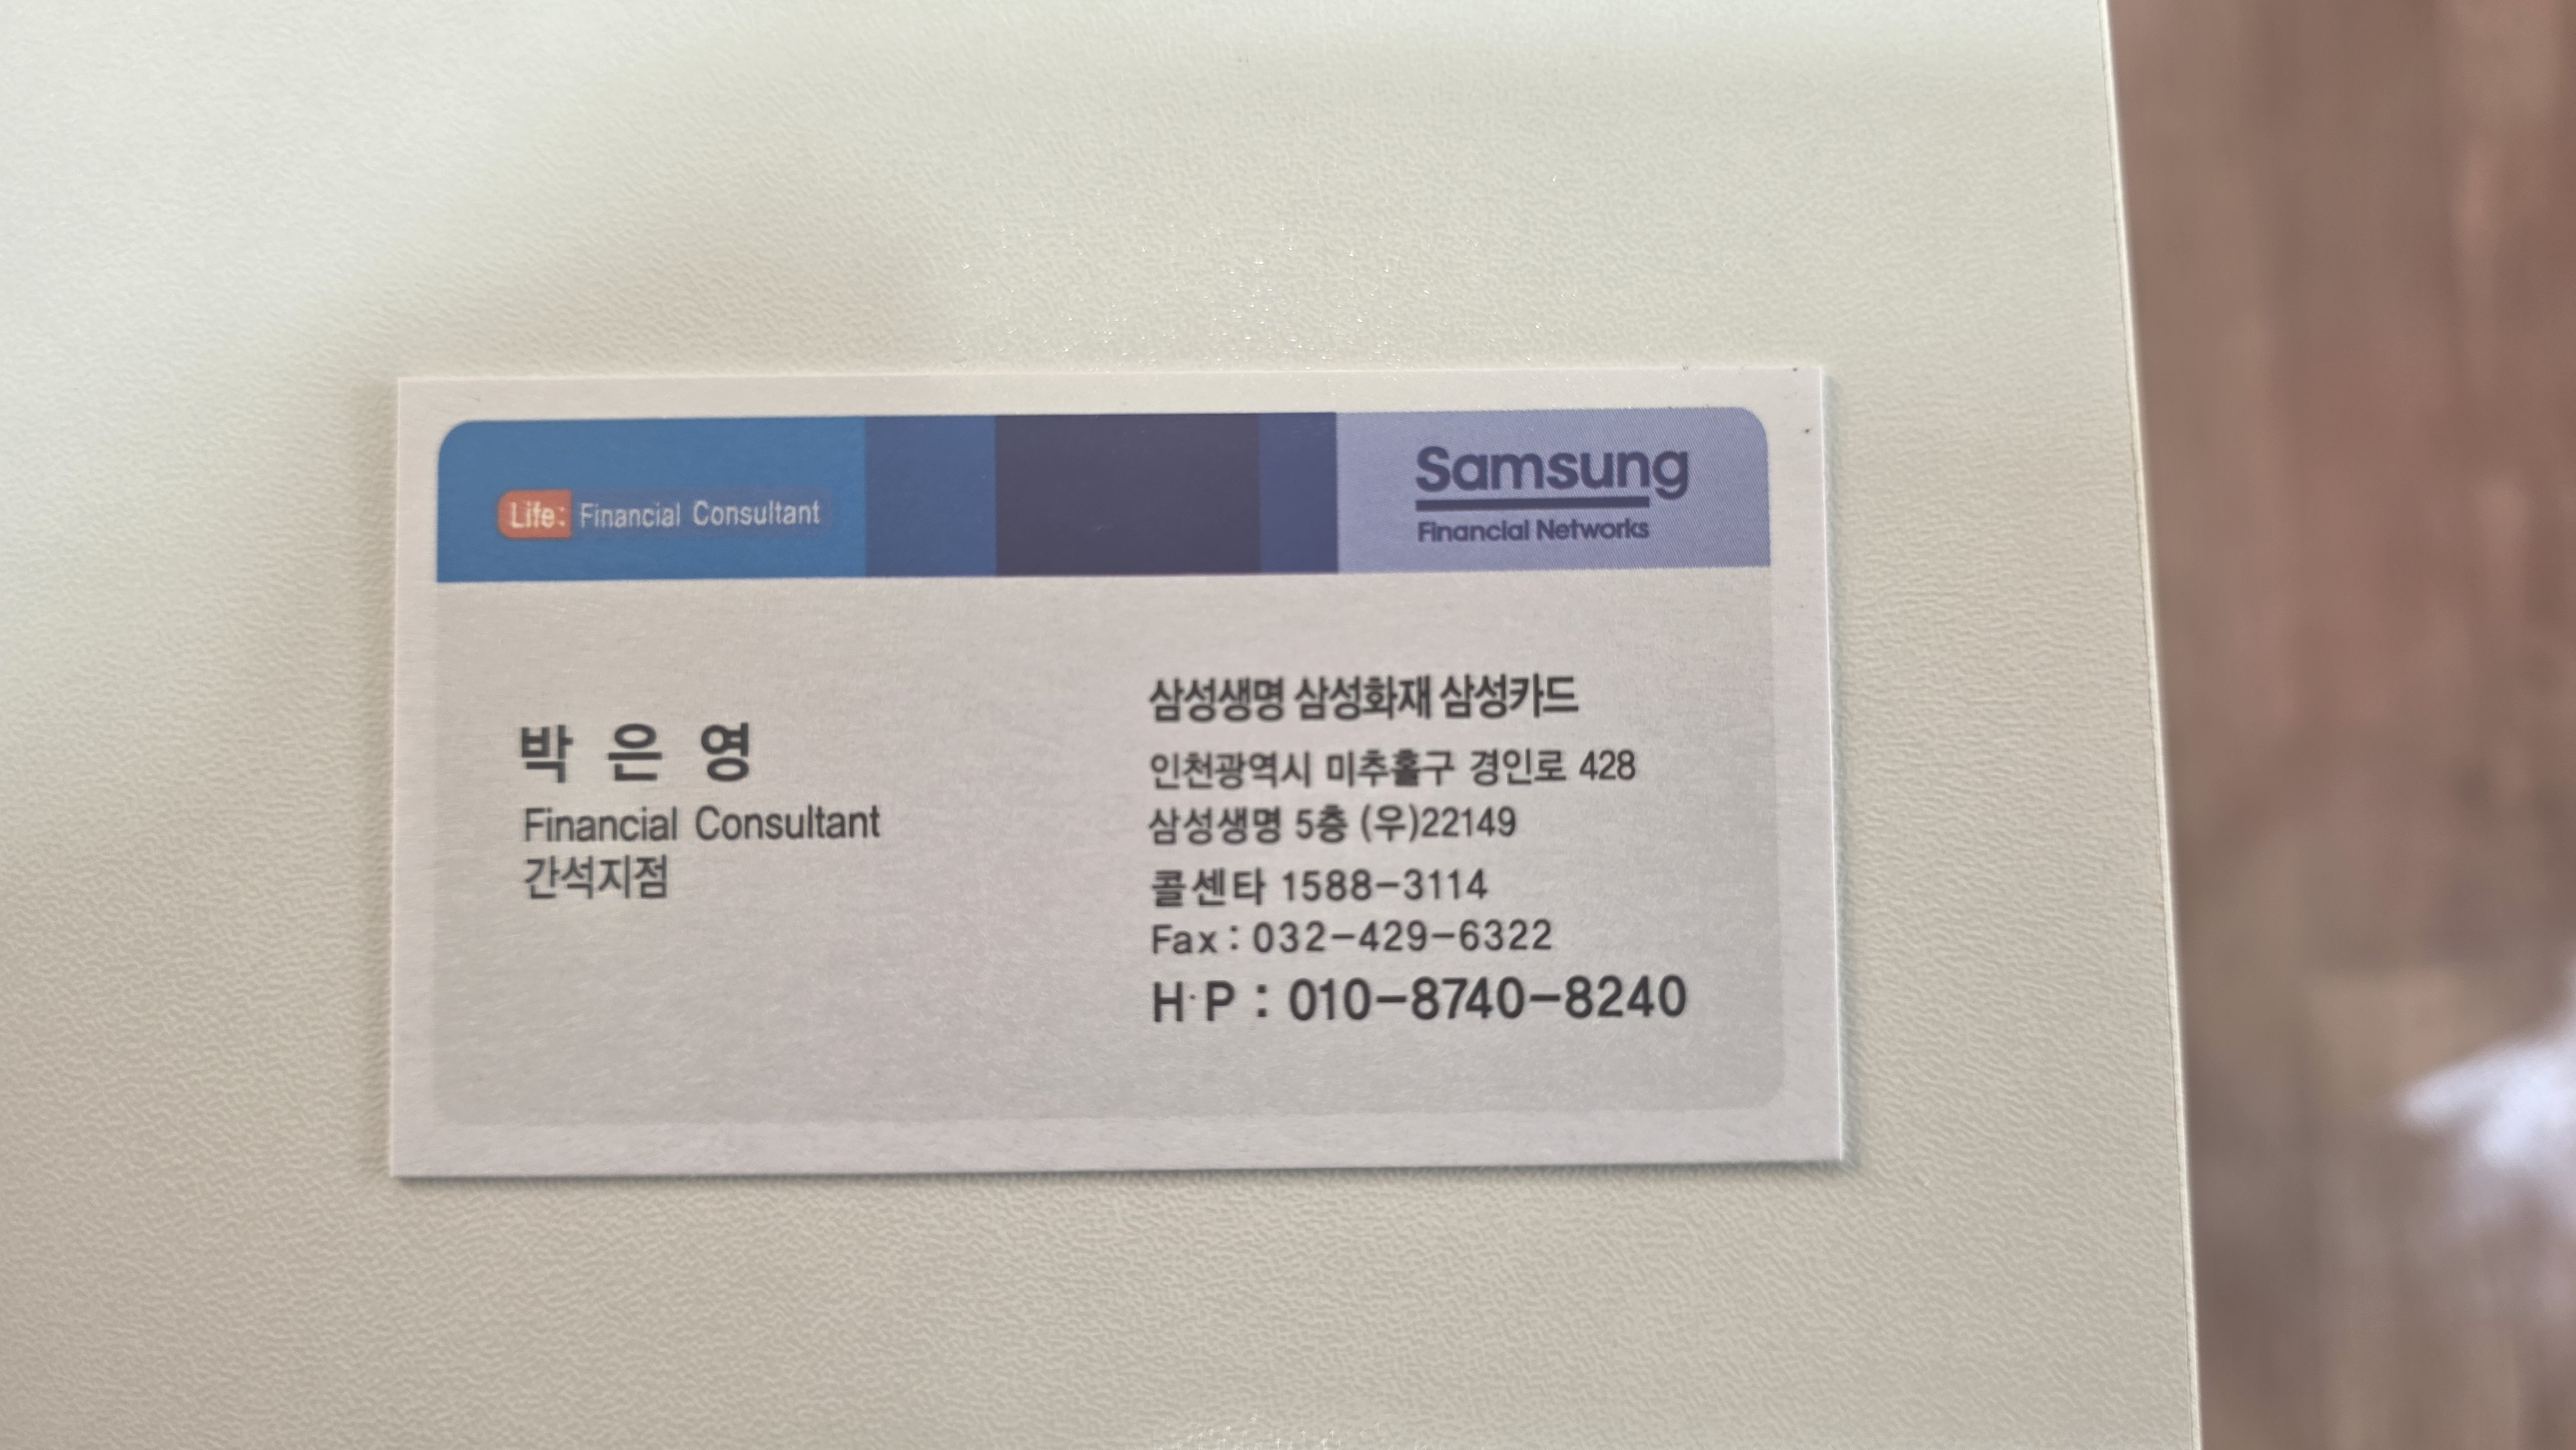 Life: Financial Consultant
Samsung
Financial Networks
박은영
Financial Consultant
간석지점
삼성생명 삼성화재 삼성카드
인천광역시 미추홀구 경인로 428
삼성생명 5층 (우)22149
콜센타 1588-3114
Fax : 032-429-6322
H·P : 010-8740-8240